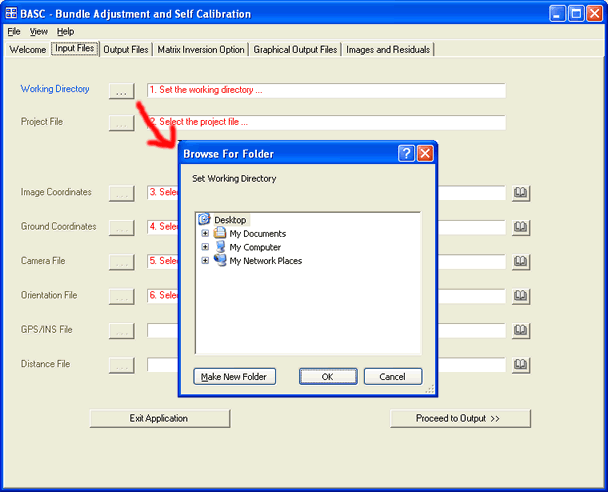 BASC - Bundle Adjustment and Self Calibration
File View Help
Welcome Input Files Output Files Matrix Inversion Option Graphical Output Files Images and Residuals
Working Directory ... 1. Set the working directory ...
Project File ... 2. Select the project file ...
Browse For Folder
Set Working Directory
Image Coordinates ... 3. Selec
Desktop
Ground Coordinates ... 4. Selec
My Documents
My Computer
Camera File ... 5. Selec
My Network Places
Orientation File ... 6. Selec
GPS/INS File ...
Distance File ...
Make New Folder OK Cancel
Exit Application Proceed to Output >>